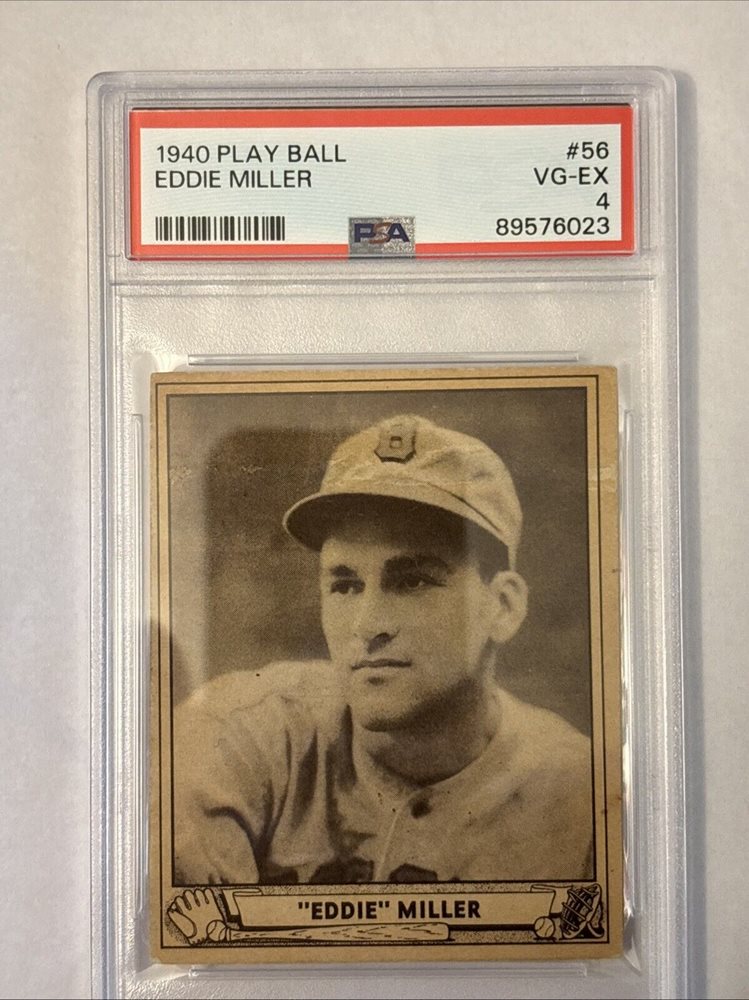 1940 PLAY BALL #56
EDDIE MILLER VG-EX
4
PSA 89576023
B
"EDDIE" MILLER